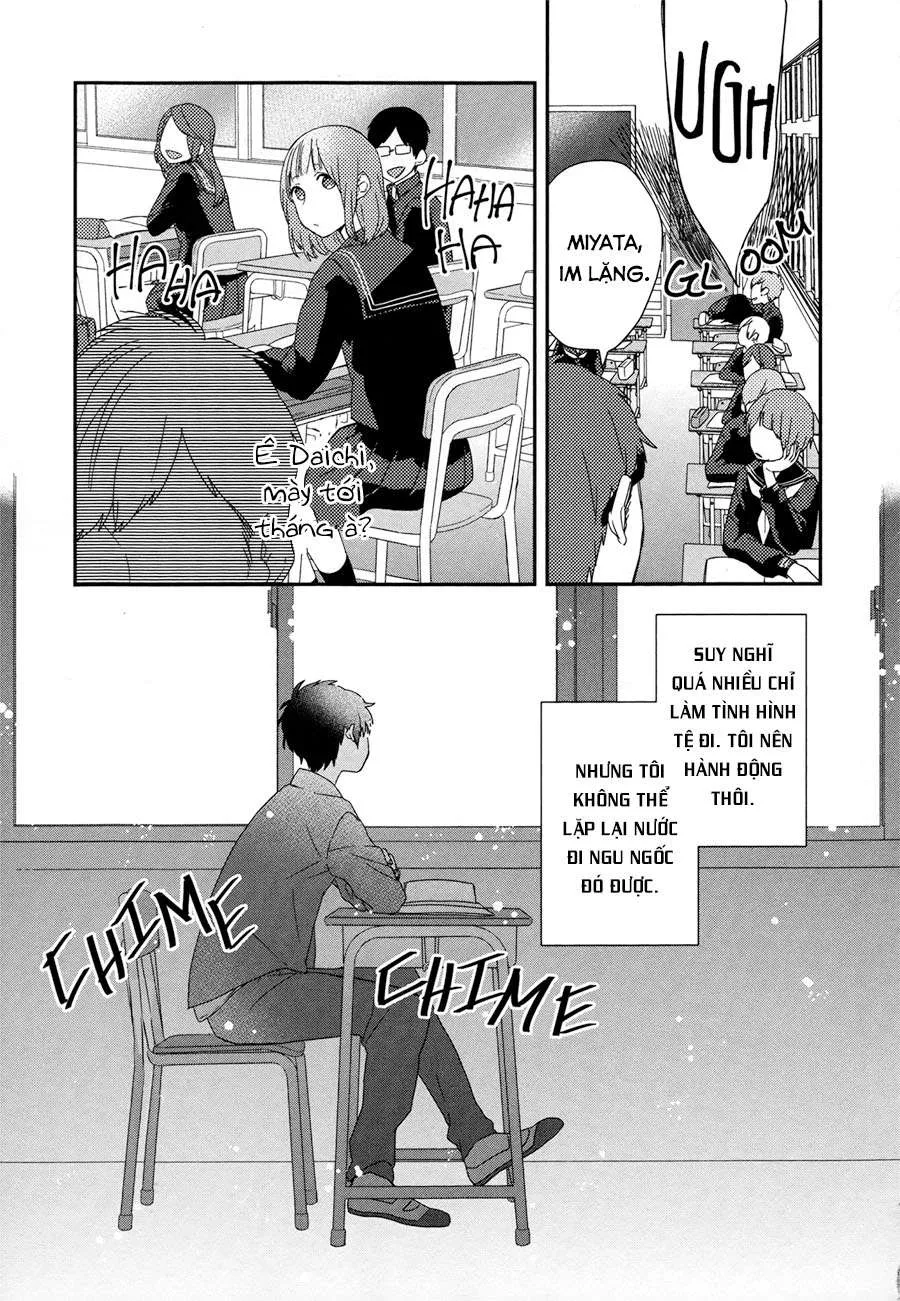 UGH
GLOOM
MIYATA,
IM LẶNG.
HAHA
HA
HAHA
Ê Daichi,
mày tới
tháng à?
SUY NGHĨ
QUÁ NHIỀU CHỈ
LÀM TÌNH HÌNH
TỆ ĐI. TÔI NÊN
HÀNH ĐỘNG
THÔI.
NHƯNG TÔI
KHÔNG THỂ
LẶP LẠI NƯỚC
ĐI NGU NGỐC
ĐÓ ĐƯỢC.
CHIME
CHIME